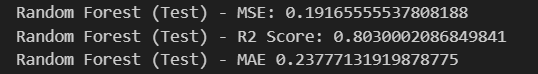 Random Forest (Test) - MSE: 0.19165555537808188
Random Forest (Test) - R2 Score: 0.8030002086849841
Random Forest (Test) - MAE 0.23777131919878775